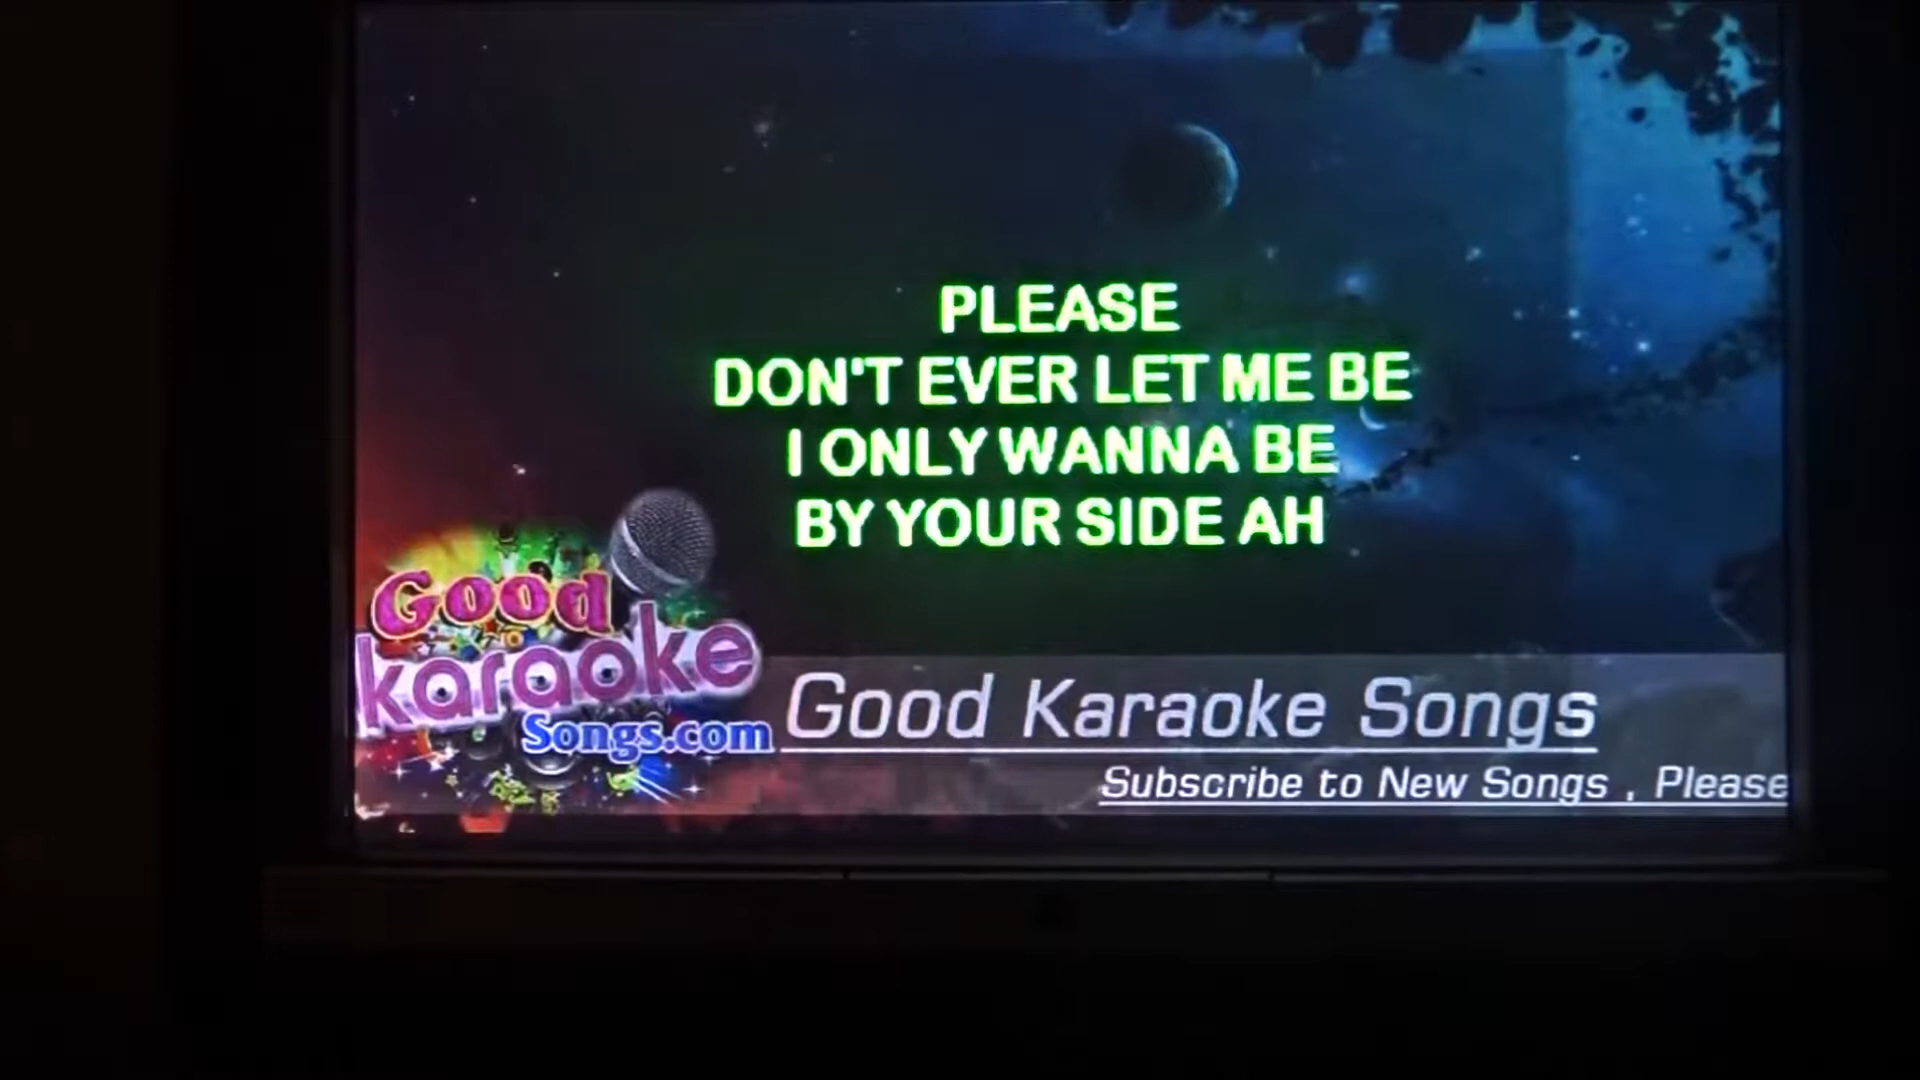 PLEASE
DON'T EVER LET ME BE
I ONLY WANNA BE
BY YOUR SIDE AH
Good
karaoke
Songs.com
Good Karaoke Songs
Subscribe to New Songs , Please